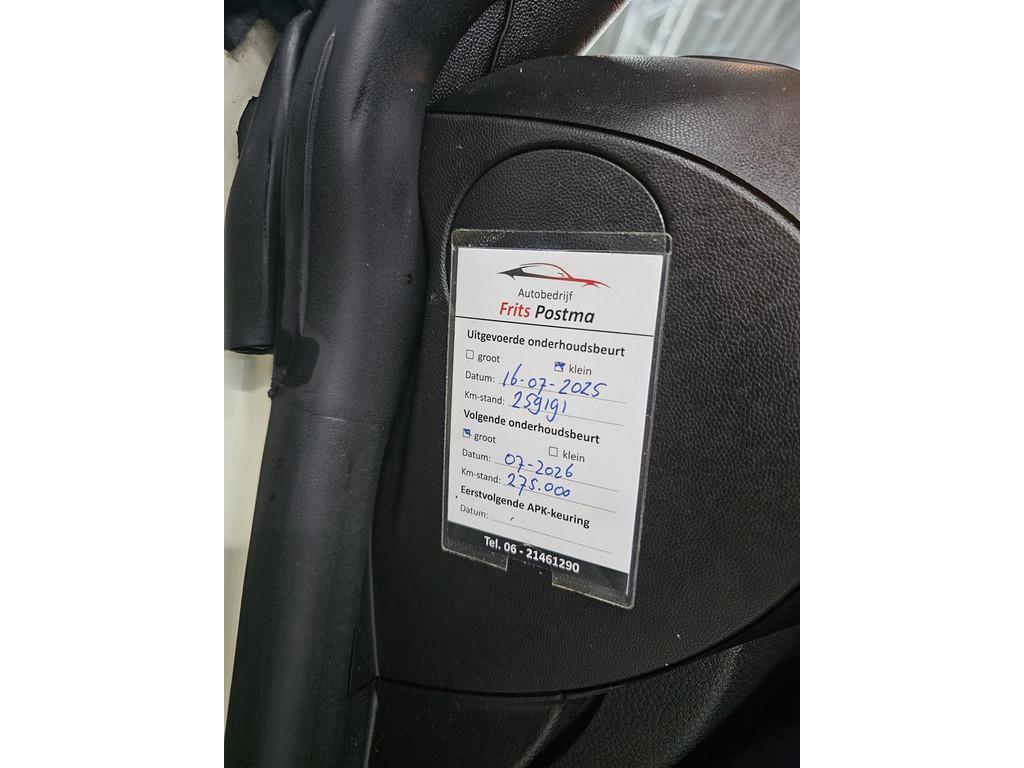 Autobedrijf
Frits Postma
Uitgevoerde onderhoudsbeurt
groot klein
Datum: 16-07-2025
Km-stand: 259191
Volgende onderhoudsbeurt
groot klein
Datum: 07-2026
Km-stand: 275.000
Eerstvolgende APK-keuring
Datum:
Tel. 06 - 21461290